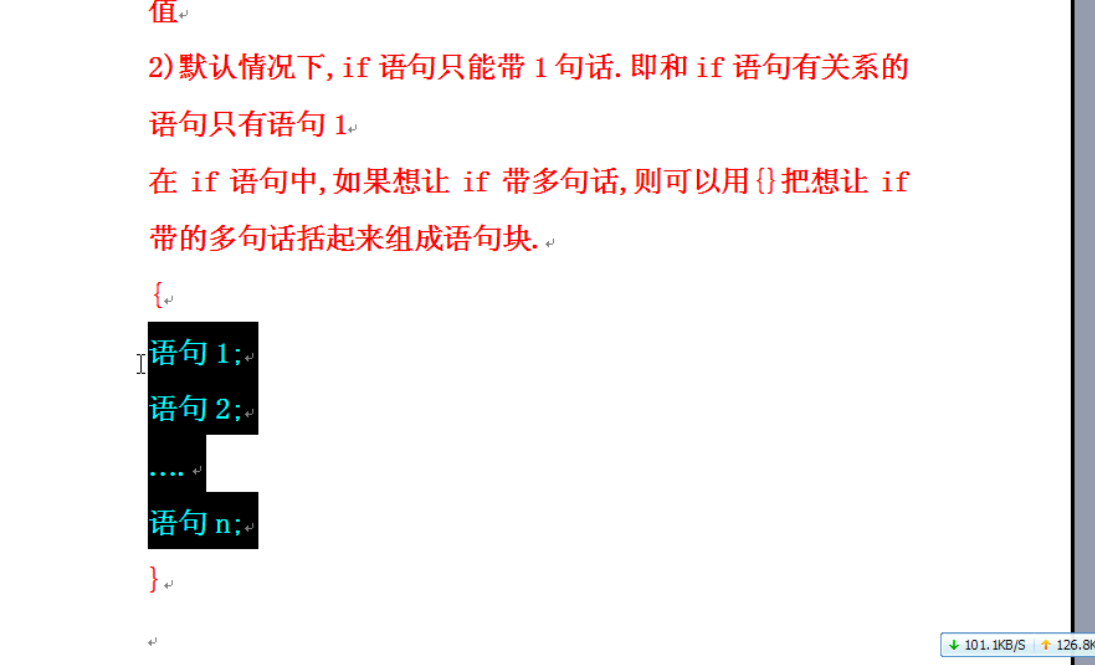 值
2)默认情况下,if 语句只能带 1 句话.即和 if 语句有关系的
语句只有语句 1
在 if 语句中,如果想让 if 带多句话,则可以用{}把想让 if
带的多句话括起来组成语句块.
{
语句 1;
语句 2;
….
语句 n;
}
101.1KB/S 126.8K